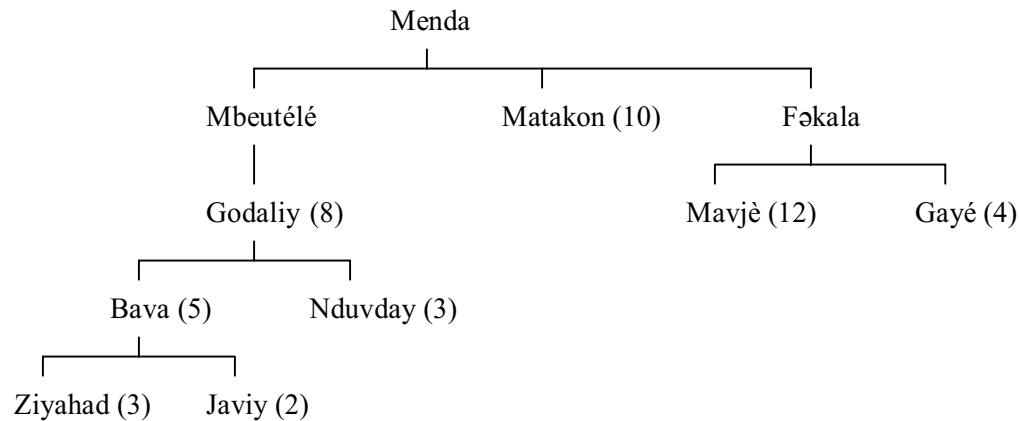 Menda
Mbeutélé Matakon (10) Fəkala
Godaliy (8) Mavjè (12) Gayé (4)
Bava (5) Nduvday (3)
Ziyahad (3) Javiy (2)